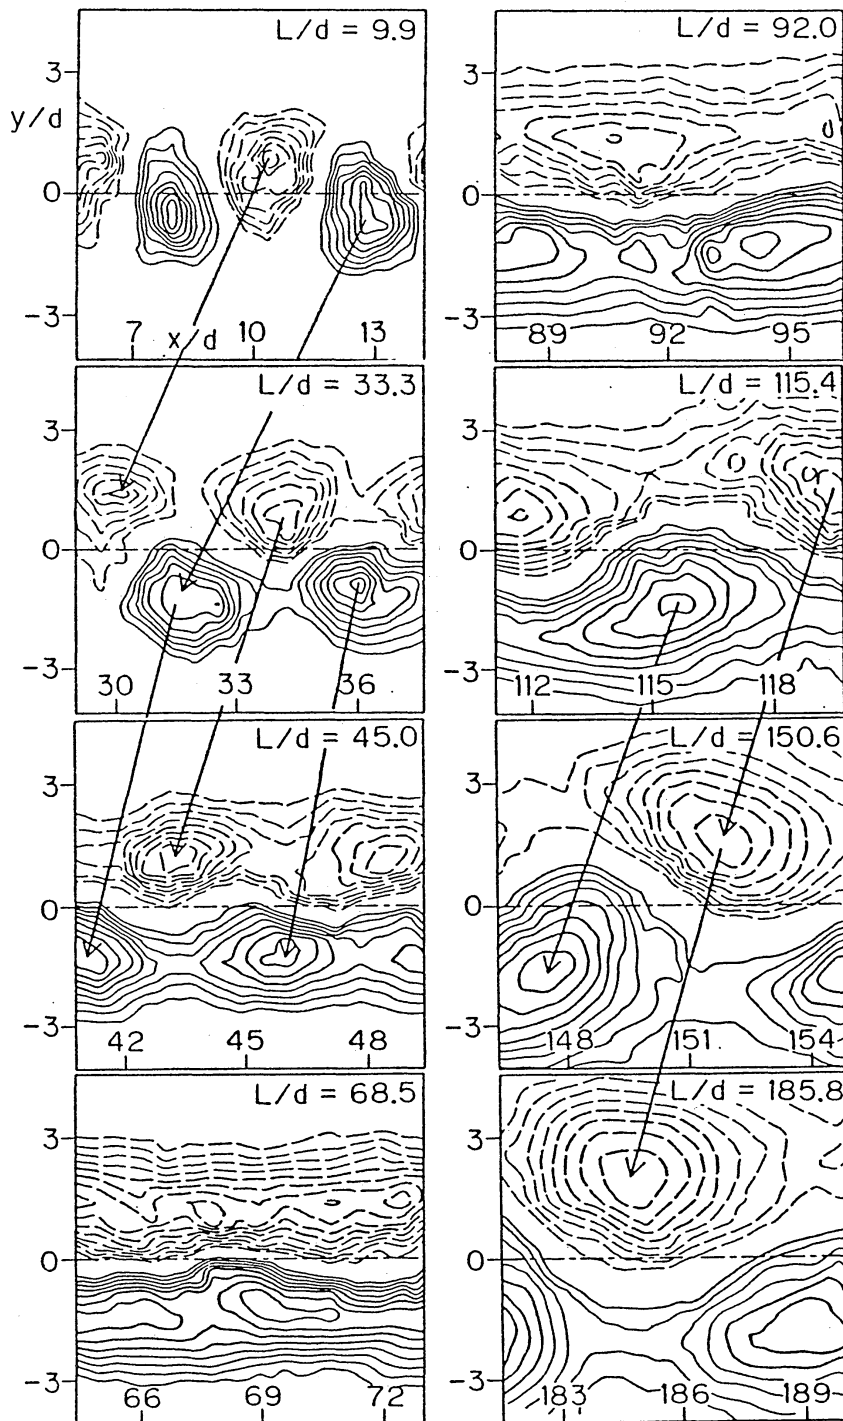 L/d = 9.9
3
y/d
0
-3
7 x/d 10 13
L/d = 33.3
3
0
-3
30 33 36
L/d = 45.0
3
0
-3
42 45 48
L/d = 68.5
3
0
-3
66 69 72
L/d = 92.0
3
0
-3
89 92 95
L/d = 115.4
3
0
-3
112 115 118
L/d = 150.6
3
0
-3
148 151 154
L/d = 185.8
3
0
-3
183 186 189